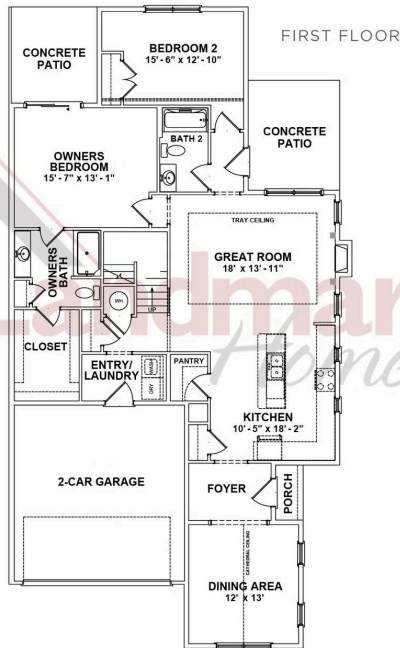 FIRST FLOOR
BEDROOM 2
15' - 6" x 12' - 10"
CONCRETE
PATIO
BATH 2
CONCRETE
PATIO
OWNERS
BEDROOM
15' - 7" x 13' - 1"
TRAY CEILING
GREAT ROOM
18' x 13' - 11"
OWNERS
BATH
WH
UP
Landmar
Home
CLOSET
ENTRY/
LAUNDRY
WASH
DRY
PANTRY
KITCHEN
10' - 5" x 18' - 2"
2-CAR GARAGE
FOYER
PORCH
CATHEDRAL CEILING
DINING AREA
12' x 13'